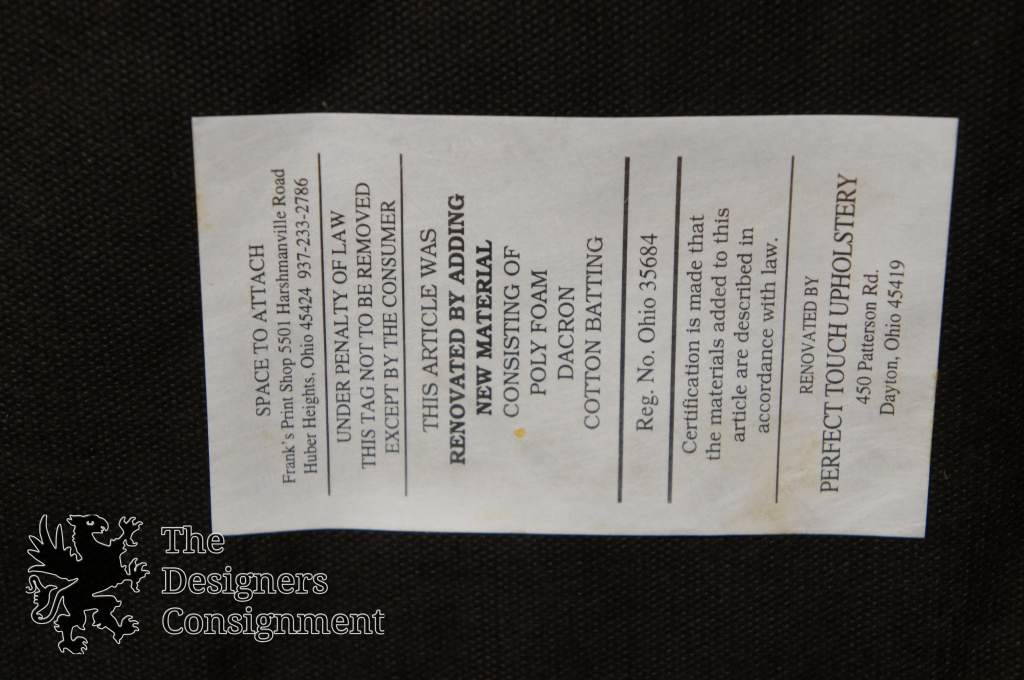 SPACE TO ATTACH
Frank's Print Shop 5501 Harshmanville Road
Huber Heights, Ohio 45424 937-233-2786
UNDER PENALTY OF LAW
THIS TAG NOT TO BE REMOVED
EXCEPT BY THE CONSUMER
THIS ARTICLE WAS
RENOVATED BY ADDING
NEW MATERIAL
CONSISTING OF
POLY FOAM
DACRON
COTTON BATTING
Reg. No. Ohio 35684
Certification is made that
the materials added to this
article are described in
accordance with law.
RENOVATED BY
PERFECT TOUCH UPHOLSTERY
450 Patterson Rd.
Dayton, Ohio 45419
The
Designers
Consignment